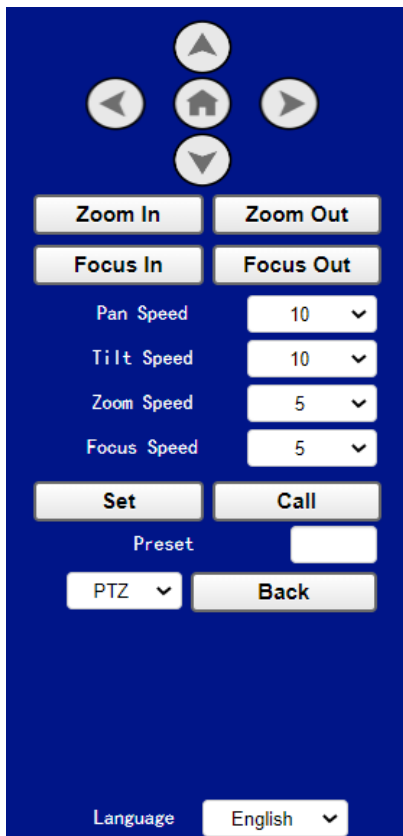 Zoom In Zoom Out
Focus In Focus Out
Pan Speed 10
Tilt Speed 10
Zoom Speed 5
Focus Speed 5
Set Call
Preset
PTZ Back
Language English